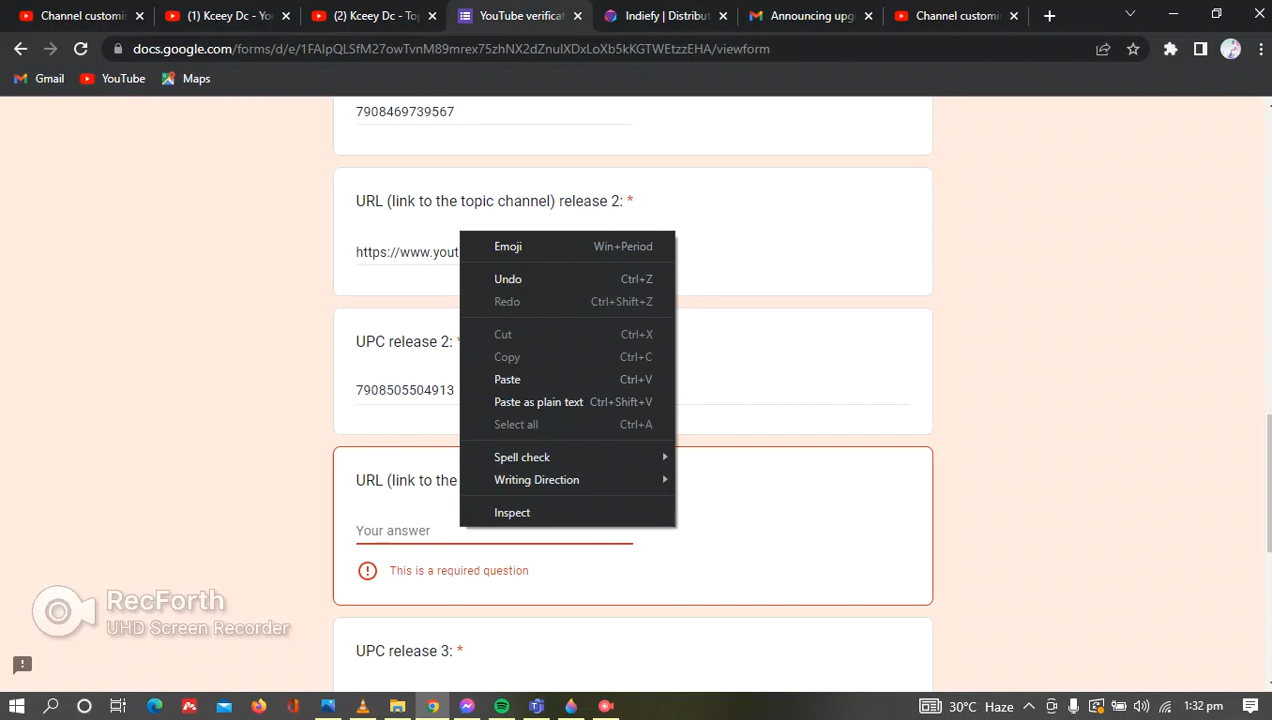 Channel customis
(1) Kceey Dc - Yo
(2) Kceey Dc - To
YouTube verificat
Indiefy | Distribut
Announcing upg
Channel customis
docs.google.com/forms/d/e/1FAIpQLSfM27owTvnM89mrex75zhNX2dZnulXDxLoXb5kKGTWEtzzEHA/viewform
Gmail YouTube Maps
7908469739567
URL (link to the topic channel) release 2: *
https://www.yout
UPC release 2: *
7908505504913
URL (link to the
Your answer
This is a required question
UPC release 3: *
Emoji Win+Period
Undo Ctrl+Z
Redo Ctrl+Shift+Z
Cut Ctrl+X
Copy Ctrl+C
Paste Ctrl+V
Paste as plain text Ctrl+Shift+V
Select all Ctrl+A
Spell check
Writing Direction
Inspect
RecForth
UHD Screen Recorder
30°C Haze 1:32 pm